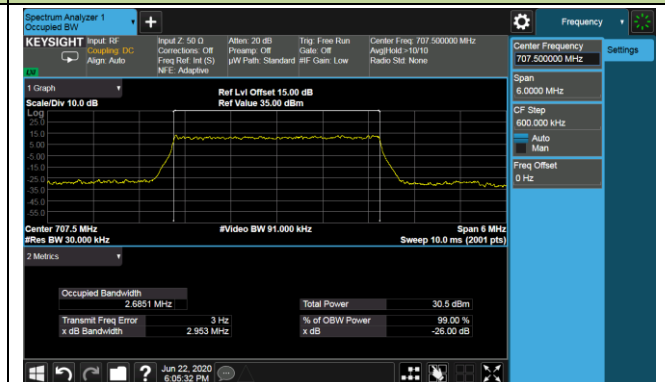 Spectrum Analyzer 1
Occupied BW
+
Frequency
KEYSIGHT
Input: RF
Coupling: DC
Align: Auto
Input Z: 50 Ω
Corrections: Off
Freq Ref: Int (S)
NFE: Adaptive
Atten: 20 dB
Preamp: Off
µW Path: Standard
Trig: Free Run
Gate: Off
#IF Gain: Low
Center Freq: 707.500000 MHz
Avg|Hold:>10/10
Radio Std: None
LXI
Center Frequency
707.500000 MHz
Settings
Span
6.0000 MHz
CF Step
600.000 kHz
Auto
Man
Freq Offset
0 Hz
1 Graph
Scale/Div 10.0 dB
Ref Lvl Offset 15.00 dB
Ref Value 35.00 dBm
Log
25.0
15.0
5.00
-5.00
-15.0
-25.0
-35.0
-45.0
-55.0
Center 707.5 MHz
#Res BW 30.000 kHz
#Video BW 91.000 kHz
Span 6 MHz
Sweep 10.0 ms (2001 pts)
2 Metrics
Occupied Bandwidth
2.6851 MHz
Total Power 30.5 dBm
Transmit Freq Error 3 Hz
% of OBW Power 99.00 %
x dB Bandwidth 2.953 MHz
x dB -26.00 dB
?
Jun 22, 2020
6:05:32 PM